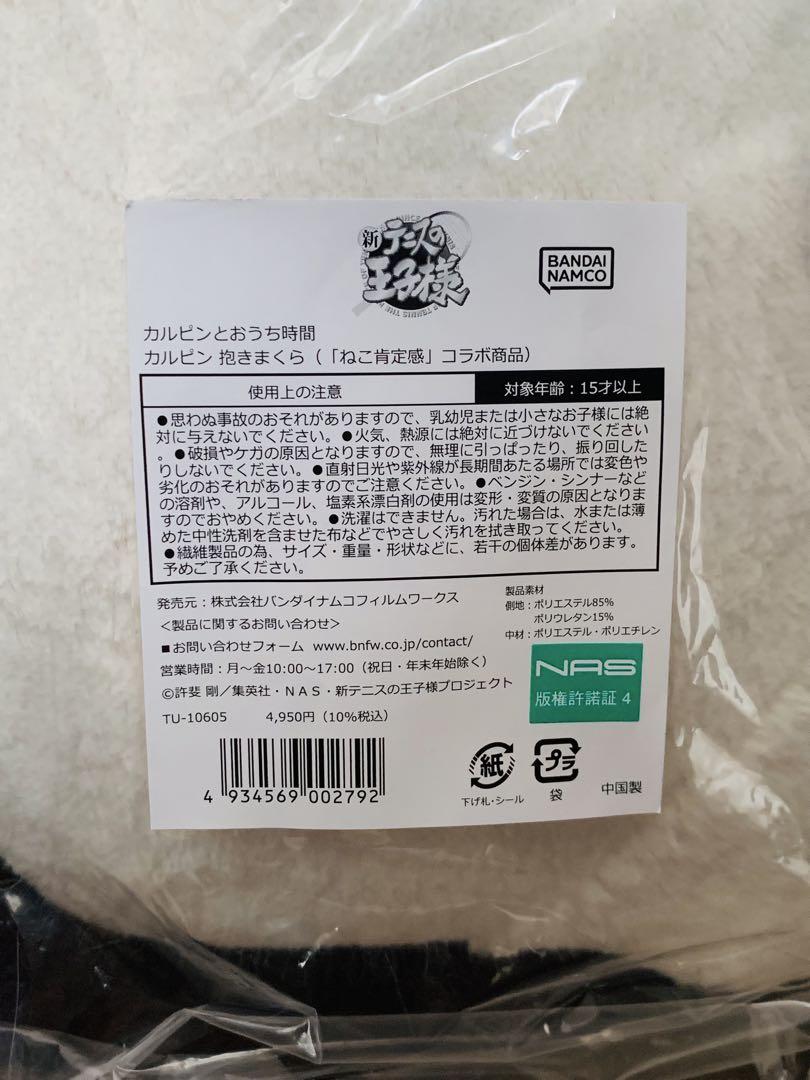 新テニスの
王子様
BANDAI
NAMCO
カルピンとおうち時間
カルピン 抱きまくら（「ねこ肯定感」コラボ商品）
使用上の注意
対象年齢：15才以上
●思わぬ事故のおそれがありますので、乳幼児または小さなお子様には絶
対に与えないでください。●火気、熱源には絶対に近づけないでください
。●破損やケガの原因となりますので、無理に引っぱったり、振り回した
りしないでください。●直射日光や紫外線が長期間あたる場所では変色や
劣化のおそれがありますのでご注意ください。●ベンジン・シンナーなど
の溶剤や、アルコール、塩素系漂白剤の使用は変形・変質の原因となりま
すのでおやめください。●洗濯はできません。汚れた場合は、水または薄
めた中性洗剤を含ませた布などでやさしく汚れを拭き取ってください。
●繊維製品の為、サイズ・重量・形状などに、若干の個体差があります。
予めご了承ください。
発売元：株式会社バンダイナムコフィルムワークス
＜製品に関するお問い合わせ＞
■お問い合わせフォーム www.bnfw.co.jp/contact/
営業時間：月～金10:00～17:00（祝日・年末年始除く）
©許斐 剛／集英社・ＮＡＳ・新テニスの王子様プロジェクト
TU-10605 4,950円（10%税込）
製品素材
側地：ポリエステル85%
ポリウレタン15%
中材：ポリエステル・ポリエチレン
NAS
版権許諾証 4
4 934569 002792
紙
下げ札・シール
プラ
袋
中国製